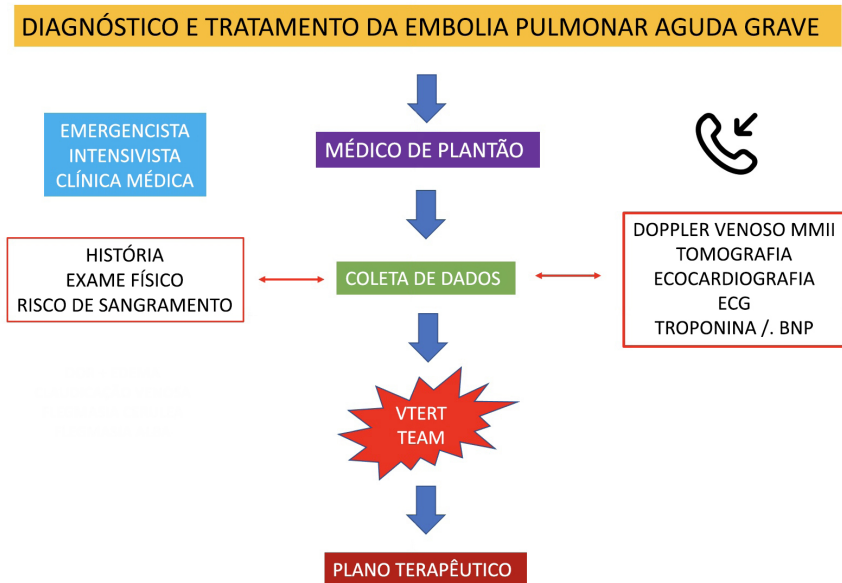 DIAGNÓSTICO E TRATAMENTO DA EMBOLIA PULMONAR AGUDA GRAVE
EMERGENCISTA
INTENSIVISTA
CLÍNICA MÉDICA
MÉDICO DE PLANTÃO
HISTÓRIA
EXAME FÍSICO
RISCO DE SANGRAMENTO
COLETA DE DADOS
DOPPLER VENOSO MMII
TOMOGRAFIA
ECOCARDIOGRAFIA
ECG
TROPONINA /. BNP
VTERT
TEAM
PLANO TERAPÊUTICO